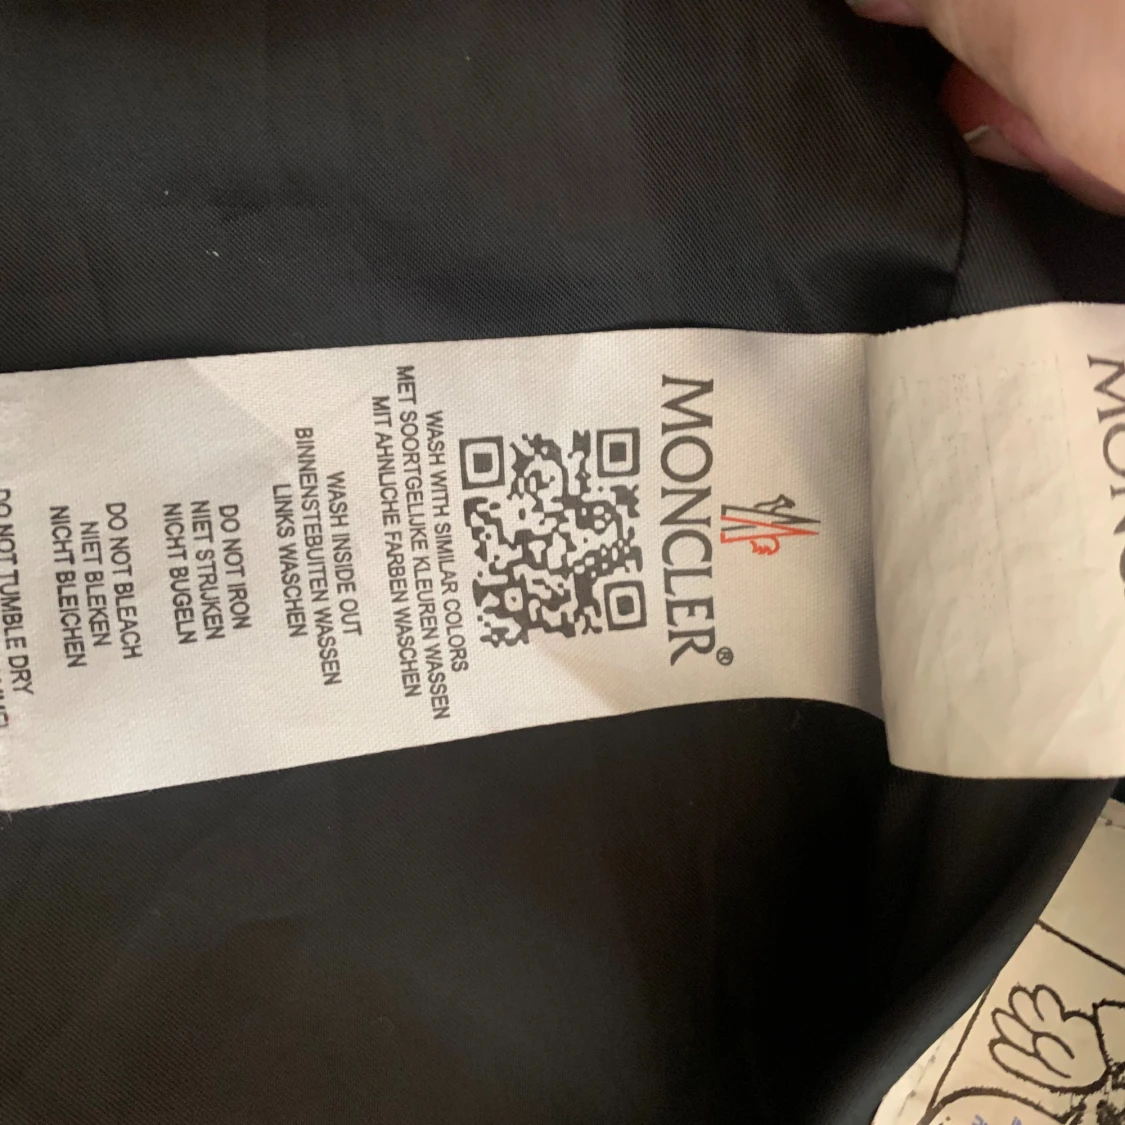 MONCLER®
WASH WITH SIMILAR COLORS
MET SOORTGELIJKE KLEUREN WASSEN
MIT AHNLICHE FARBEN WASCHEN
WASH INSIDE OUT
BINNENSTEBUITEN WASSEN
LINKS WASCHEN
DO NOT IRON
NIET STRIJKEN
NICHT BUGELN
DO NOT BLEACH
NIET BLEKEN
NICHT BLEICHEN
DO NOT TUMBLE DRY